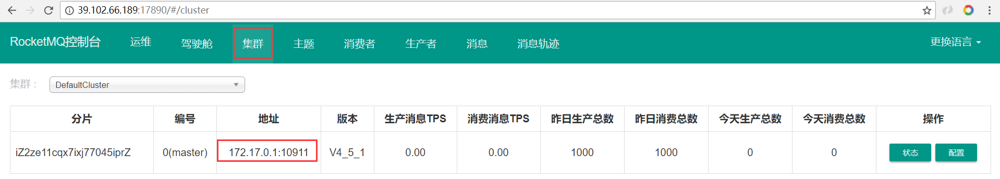 39.102.66.189:17890/#/cluster
RocketMQ控制台 运维 驾驶舱 集群 主题 消费者 生产者 消息 消息轨迹 更换语言
集群 : DefaultCluster
分片 编号 地址 版本 生产消息TPS 消费消息TPS 昨日生产总数 昨日消费总数 今天生产总数 今天消费总数 操作
iZ2ze11cqx7ixj77045iprZ 0(master) 172.17.0.1:10911 V4_5_1 0.00 0.00 1000 1000 0 0 状态 配置